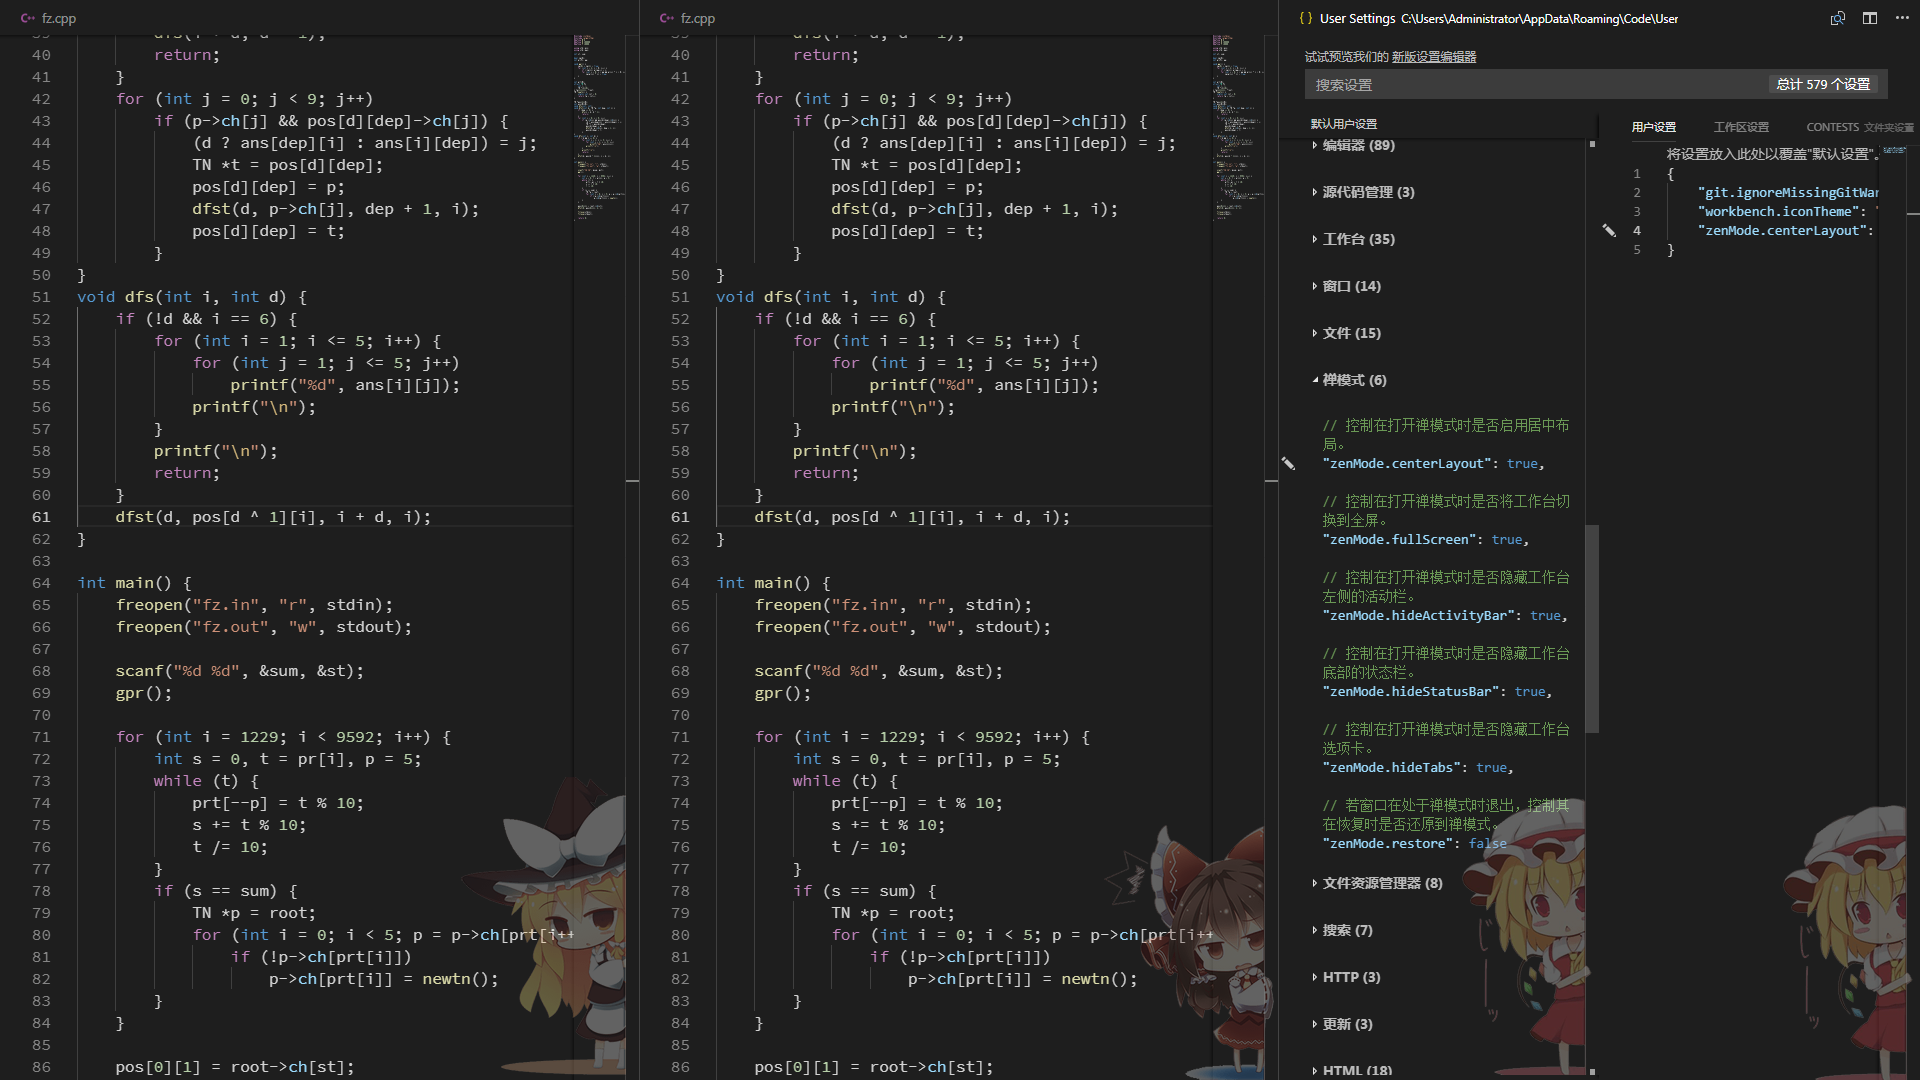 fz.cpp
40 return;
41 }
42 for (int j = 0; j < 9; j++)
43 if (p->ch[j] && pos[d][dep]->ch[j]) {
44 (d ? ans[dep][i] : ans[i][dep]) = j;
45 TN *t = pos[d][dep];
46 pos[d][dep] = p;
47 dfst(d, p->ch[j], dep + 1, i);
48 pos[d][dep] = t;
49 }
50 }
51 void dfs(int i, int d) {
52 if (!d && i == 6) {
53 for (int i = 1; i <= 5; i++) {
54 for (int j = 1; j <= 5; j++)
55 printf("%d", ans[i][j]);
56 printf("\n");
57 }
58 printf("\n");
59 return;
60 }
61 dfst(d, pos[d ^ 1][i], i + d, i);
62 }
63
64 int main() {
65 freopen("fz.in", "r", stdin);
66 freopen("fz.out", "w", stdout);
67
68 scanf("%d %d", &sum, &st);
69 gpr();
70
71 for (int i = 1229; i < 9592; i++) {
72 int s = 0, t = pr[i], p = 5;
73 while (t) {
74 prt[--p] = t % 10;
75 s += t % 10;
76 t /= 10;
77 }
78 if (s == sum) {
79 TN *p = root;
80 for (int i = 0; i < 5; p = p->ch[prt[i++
81 if (!p->ch[prt[i]])
82 p->ch[prt[i]] = newtn();
83 }
84 }
85
86 pos[0][1] = root->ch[st];
fz.cpp
40 return;
41 }
42 for (int j = 0; j < 9; j++)
43 if (p->ch[j] && pos[d][dep]->ch[j]) {
44 (d ? ans[dep][i] : ans[i][dep]) = j;
45 TN *t = pos[d][dep];
46 pos[d][dep] = p;
47 dfst(d, p->ch[j], dep + 1, i);
48 pos[d][dep] = t;
49 }
50 }
51 void dfs(int i, int d) {
52 if (!d && i == 6) {
53 for (int i = 1; i <= 5; i++) {
54 for (int j = 1; j <= 5; j++)
55 printf("%d", ans[i][j]);
56 printf("\n");
57 }
58 printf("\n");
59 return;
60 }
61 dfst(d, pos[d ^ 1][i], i + d, i);
62 }
63
64 int main() {
65 freopen("fz.in", "r", stdin);
66 freopen("fz.out", "w", stdout);
67
68 scanf("%d %d", &sum, &st);
69 gpr();
70
71 for (int i = 1229; i < 9592; i++) {
72 int s = 0, t = pr[i], p = 5;
73 while (t) {
74 prt[--p] = t % 10;
75 s += t % 10;
76 t /= 10;
77 }
78 if (s == sum) {
79 TN *p = root;
80 for (int i = 0; i < 5; p = p->ch[prt[i++
81 if (!p->ch[prt[i]])
82 p->ch[prt[i]] = newtn();
83 }
84 }
85
86 pos[0][1] = root->ch[st];
{ } User Settings C:\Users\Administrator\AppData\Roaming\Code\User
试试预览我们的 新版设置编辑器
搜索设置 总计 579 个设置
默认用户设置
编辑器 (89)
源代码管理 (3)
工作台 (35)
窗口 (14)
文件 (15)
禅模式 (6)
// 控制在打开禅模式时是否启用居中布
局。
"zenMode.centerLayout": true,
// 控制在打开禅模式时是否将工作台切
换到全屏。
"zenMode.fullScreen": true,
// 控制在打开禅模式时是否隐藏工作台
左侧的活动栏。
"zenMode.hideActivityBar": true,
// 控制在打开禅模式时是否隐藏工作台
底部的状态栏。
"zenMode.hideStatusBar": true,
// 控制在打开禅模式时是否隐藏工作台
选项卡。
"zenMode.hideTabs": true,
// 若窗口在处于禅模式时退出，控制其
在恢复时是否还原到禅模式。
"zenMode.restore": false
文件资源管理器 (8)
搜索 (7)
HTTP (3)
更新 (3)
HTML (18)
用户设置 工作区设置 CONTESTS 文件夹设置
将设置放入此处以覆盖"默认设置"。
1 {
2 "git.ignoreMissingGitWar
3 "workbench.iconTheme":
4 "zenMode.centerLayout":
5 }